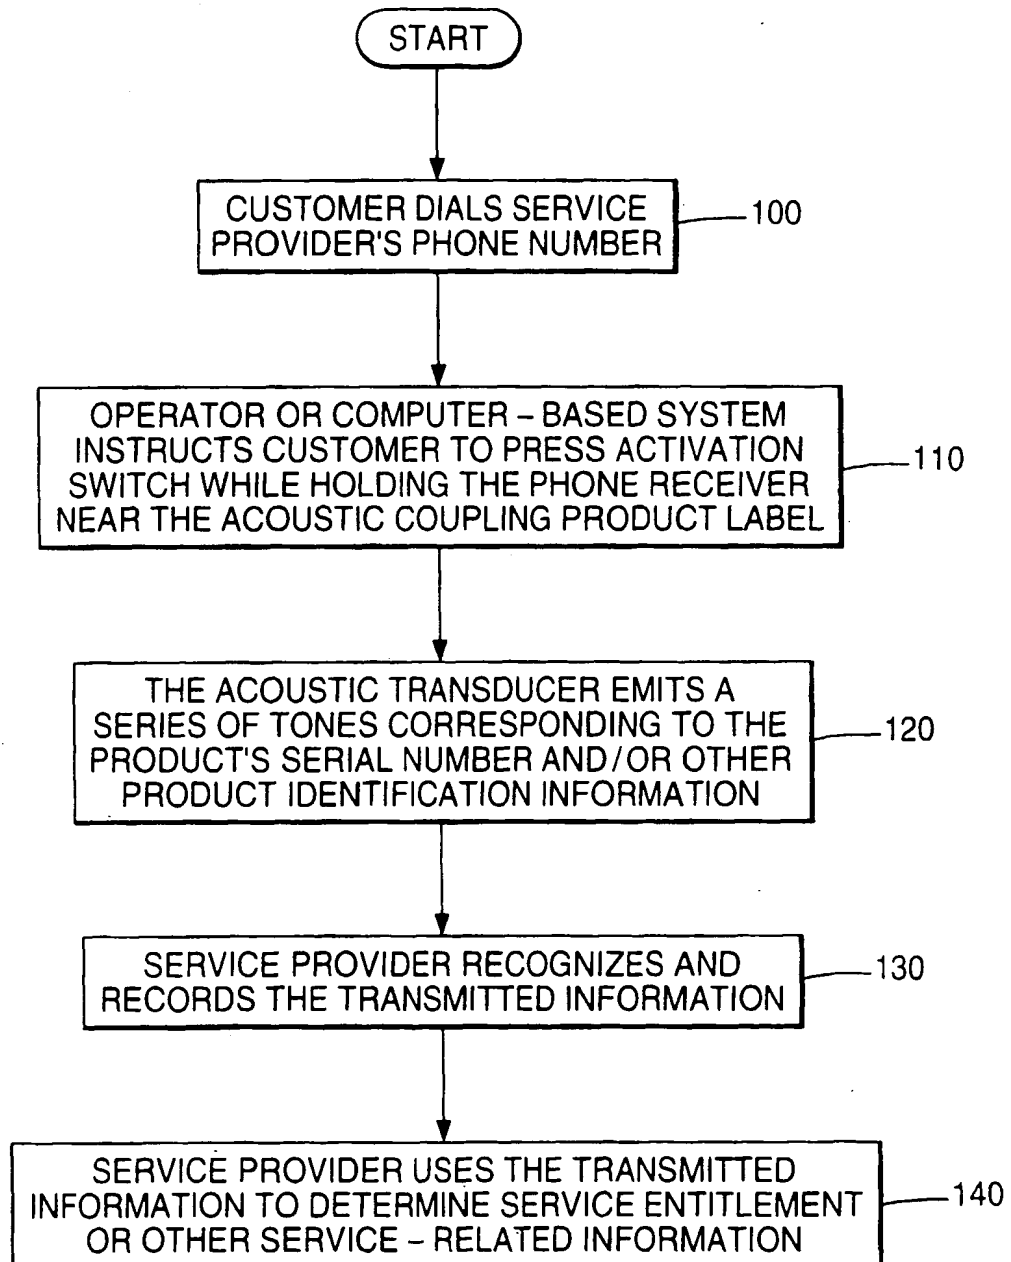 START
CUSTOMER DIALS SERVICE
PROVIDER'S PHONE NUMBER
100
OPERATOR OR COMPUTER – BASED SYSTEM
INSTRUCTS CUSTOMER TO PRESS ACTIVATION
SWITCH WHILE HOLDING THE PHONE RECEIVER
NEAR THE ACOUSTIC COUPLING PRODUCT LABEL
110
THE ACOUSTIC TRANSDUCER EMITS A
SERIES OF TONES CORRESPONDING TO THE
PRODUCT'S SERIAL NUMBER AND/OR OTHER
PRODUCT IDENTIFICATION INFORMATION
120
SERVICE PROVIDER RECOGNIZES AND
RECORDS THE TRANSMITTED INFORMATION
130
SERVICE PROVIDER USES THE TRANSMITTED
INFORMATION TO DETERMINE SERVICE ENTITLEMENT
OR OTHER SERVICE – RELATED INFORMATION
140